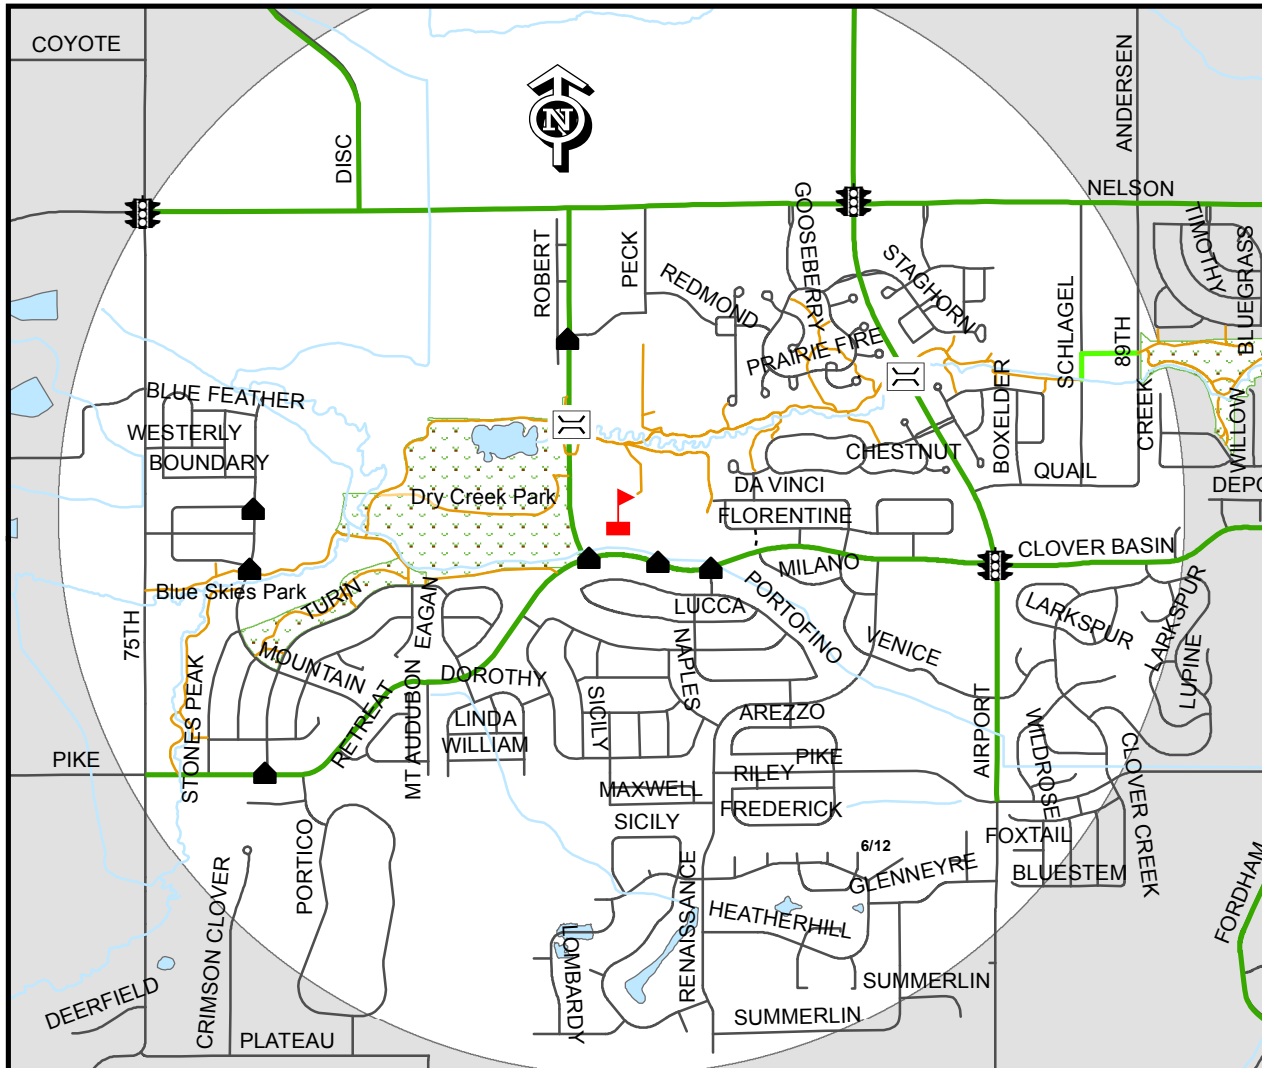 COYOTE
ANDERSEN
N
DISC
NELSON
GOOSEBERRY
TIMOTHY
BLUEGRASS
ROBERT
PECK
REDMOND
STAGHORN
SCHLAGEL
89TH
PRAIRIE FIRE
BLUE FEATHER
BOXELDER
CREEK
WILLOW
WESTERLY
BOUNDARY
CHESTNUT
QUAIL
DEPO
Dry Creek Park
DA VINCI
FLORENTINE
CLOVER BASIN
MILANO
Blue Skies Park
TURIN
EAGAN
LUCCA
PORTOFINO
LARKSPUR
LARKSPUR
75TH
MOUNTAIN
NAPLES
VENICE
LUPINE
STONES PEAK
RETREAT
MT AUDUBON
DOROTHY
SICILY
LINDA
WILLIAM
AREZZO
AIRPORT
WILDROSE
CLOVER CREEK
PIKE
PIKE
RILEY
MAXWELL
FREDERICK
SICILY
PORTICO
FOXTAIL
6/12
GLENNEYRE
BLUESTEM
CRIMSON CLOVER
RENAISSANCE
HEATHERHILL
FORDHAM
LOMBARDY
SUMMERLIN
DEERFIELD
SUMMERLIN
PLATEAU